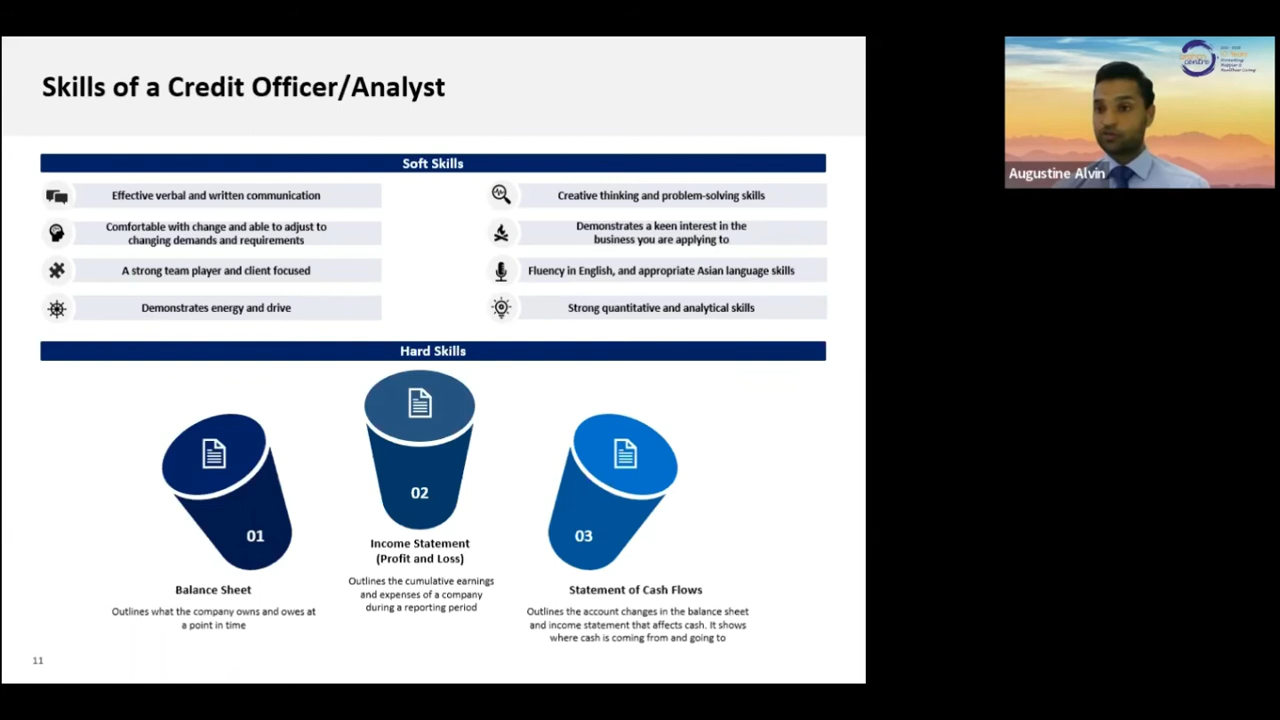 Skills of a Credit Officer/Analyst
Soft Skills
Effective verbal and written communication
Comfortable with change and able to adjust to
changing demands and requirements
A strong team player and client focused
Demonstrates energy and drive
Creative thinking and problem-solving skills
Demonstrates a keen interest in the
business you are applying to
Fluency in English, and appropriate Asian language skills
Strong quantitative and analytical skills
Hard Skills
01
Balance Sheet
Outlines what the company owns and owes at
a point in time
02
Income Statement
(Profit and Loss)
Outlines the cumulative earnings
and expenses of a company
during a reporting period
03
Statement of Cash Flows
Outlines the account changes in the balance sheet
and income statement that affects cash. It shows
where cash is coming from and going to
11
centre
Augustine Alvin